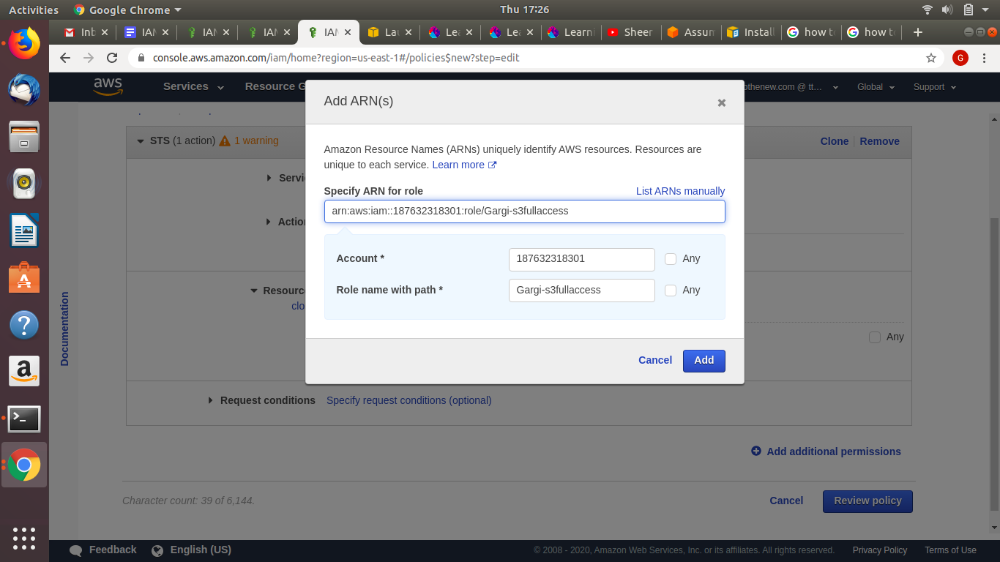 Activities
Google Chrome
Thu 17:26
Inb
IAM
IAM
IAM
IAM
Lau
Lea
Lea
Learni
Sheer
Assum
Install
how to
how to
console.aws.amazon.com/iam/home?region=us-east-1#/policies$new?step=edit
G
aws
Services
Resource G
othenew.com @ tt...
Global
Support
Add ARN(s)
STS (1 action)
1 warning
Clone
Remove
Amazon Resource Names (ARNs) uniquely identify AWS resources. Resources are
unique to each service. Learn more
Servi
Specify ARN for role
List ARNs manually
arn:aws:iam::187632318301:role/Gargi-s3fullaccess
Action
Account *
187632318301
Any
Role name with path *
Gargi-s3fullaccess
Any
Resourc
clo
Documentation
Any
Cancel
Add
Request conditions
Specify request conditions (optional)
Add additional permissions
Character count: 39 of 6,144.
Cancel
Review policy
Feedback
English (US)
© 2008 - 2020, Amazon Web Services, Inc. or its affiliates. All rights reserved.
Privacy Policy
Terms of Use